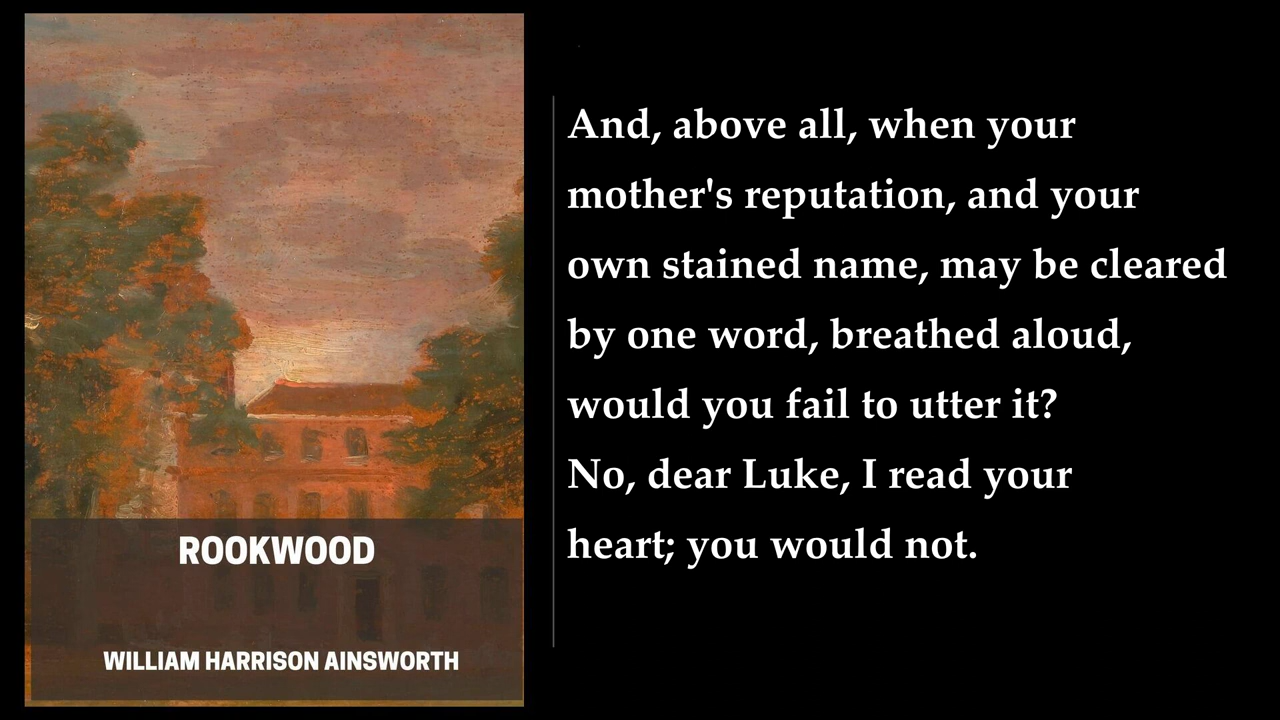 ROOKWOOD
WILLIAM HARRISON AINSWORTH
And, above all, when your
mother's reputation, and your
own stained name, may be cleared
by one word, breathed aloud,
would you fail to utter it?
No, dear Luke, I read your
heart; you would not.